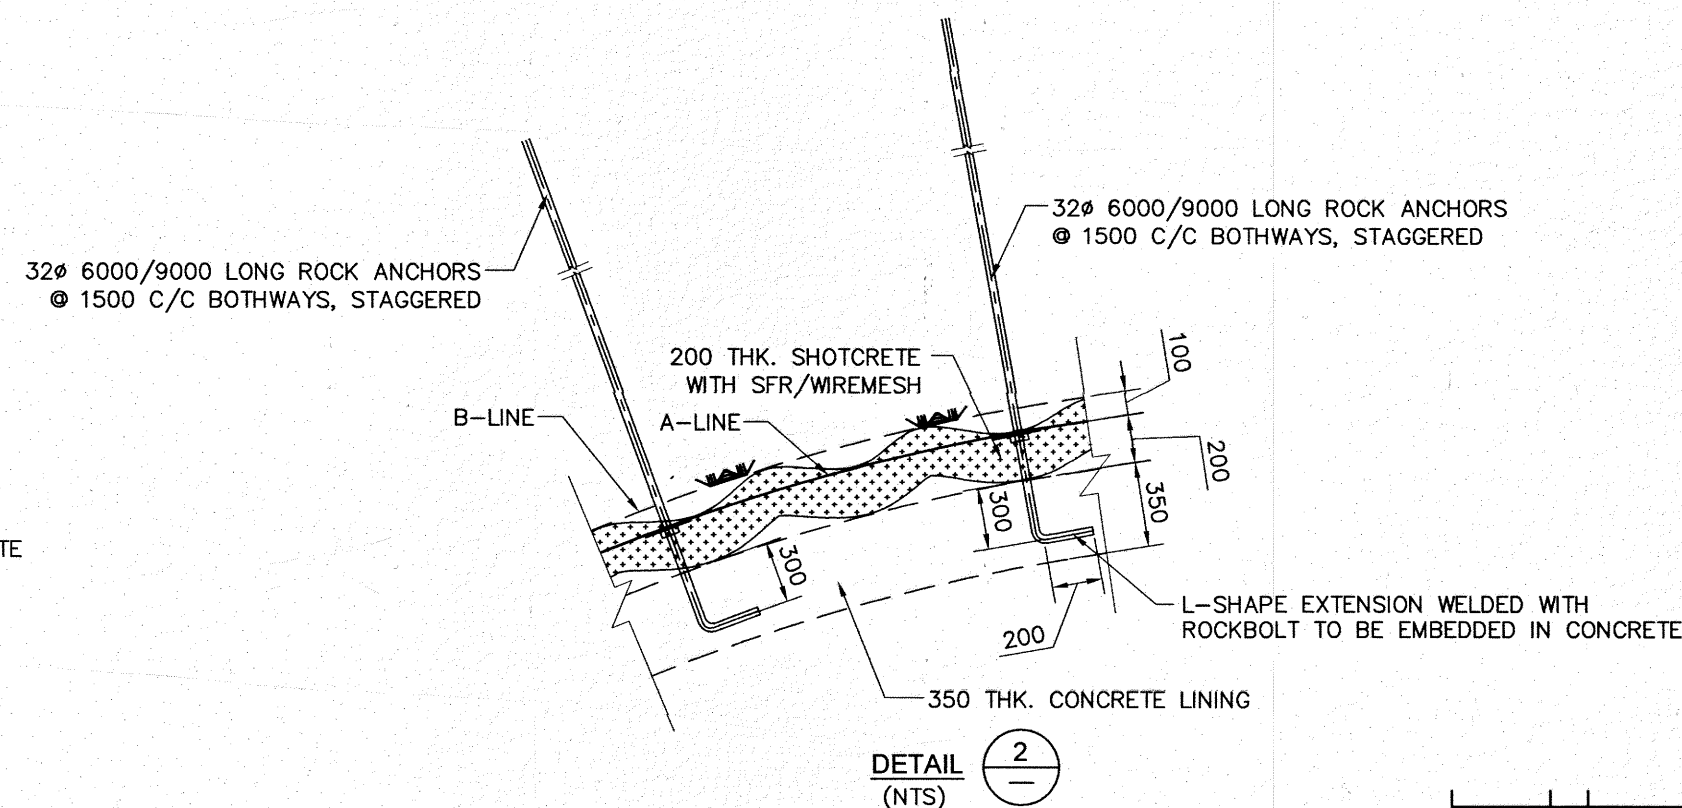 32ø 6000/9000 LONG ROCK ANCHORS
@ 1500 C/C BOTHWAYS, STAGGERED
32ø 6000/9000 LONG ROCK ANCHORS
@ 1500 C/C BOTHWAYS, STAGGERED
200 THK. SHOTCRETE
WITH SFR/WIREMESH
B-LINE
A-LINE
100
200
350
300
300
200
TE
L-SHAPE EXTENSION WELDED WITH
ROCKBOLT TO BE EMBEDDED IN CONCRETE
350 THK. CONCRETE LINING
DETAIL
2
—
(NTS)